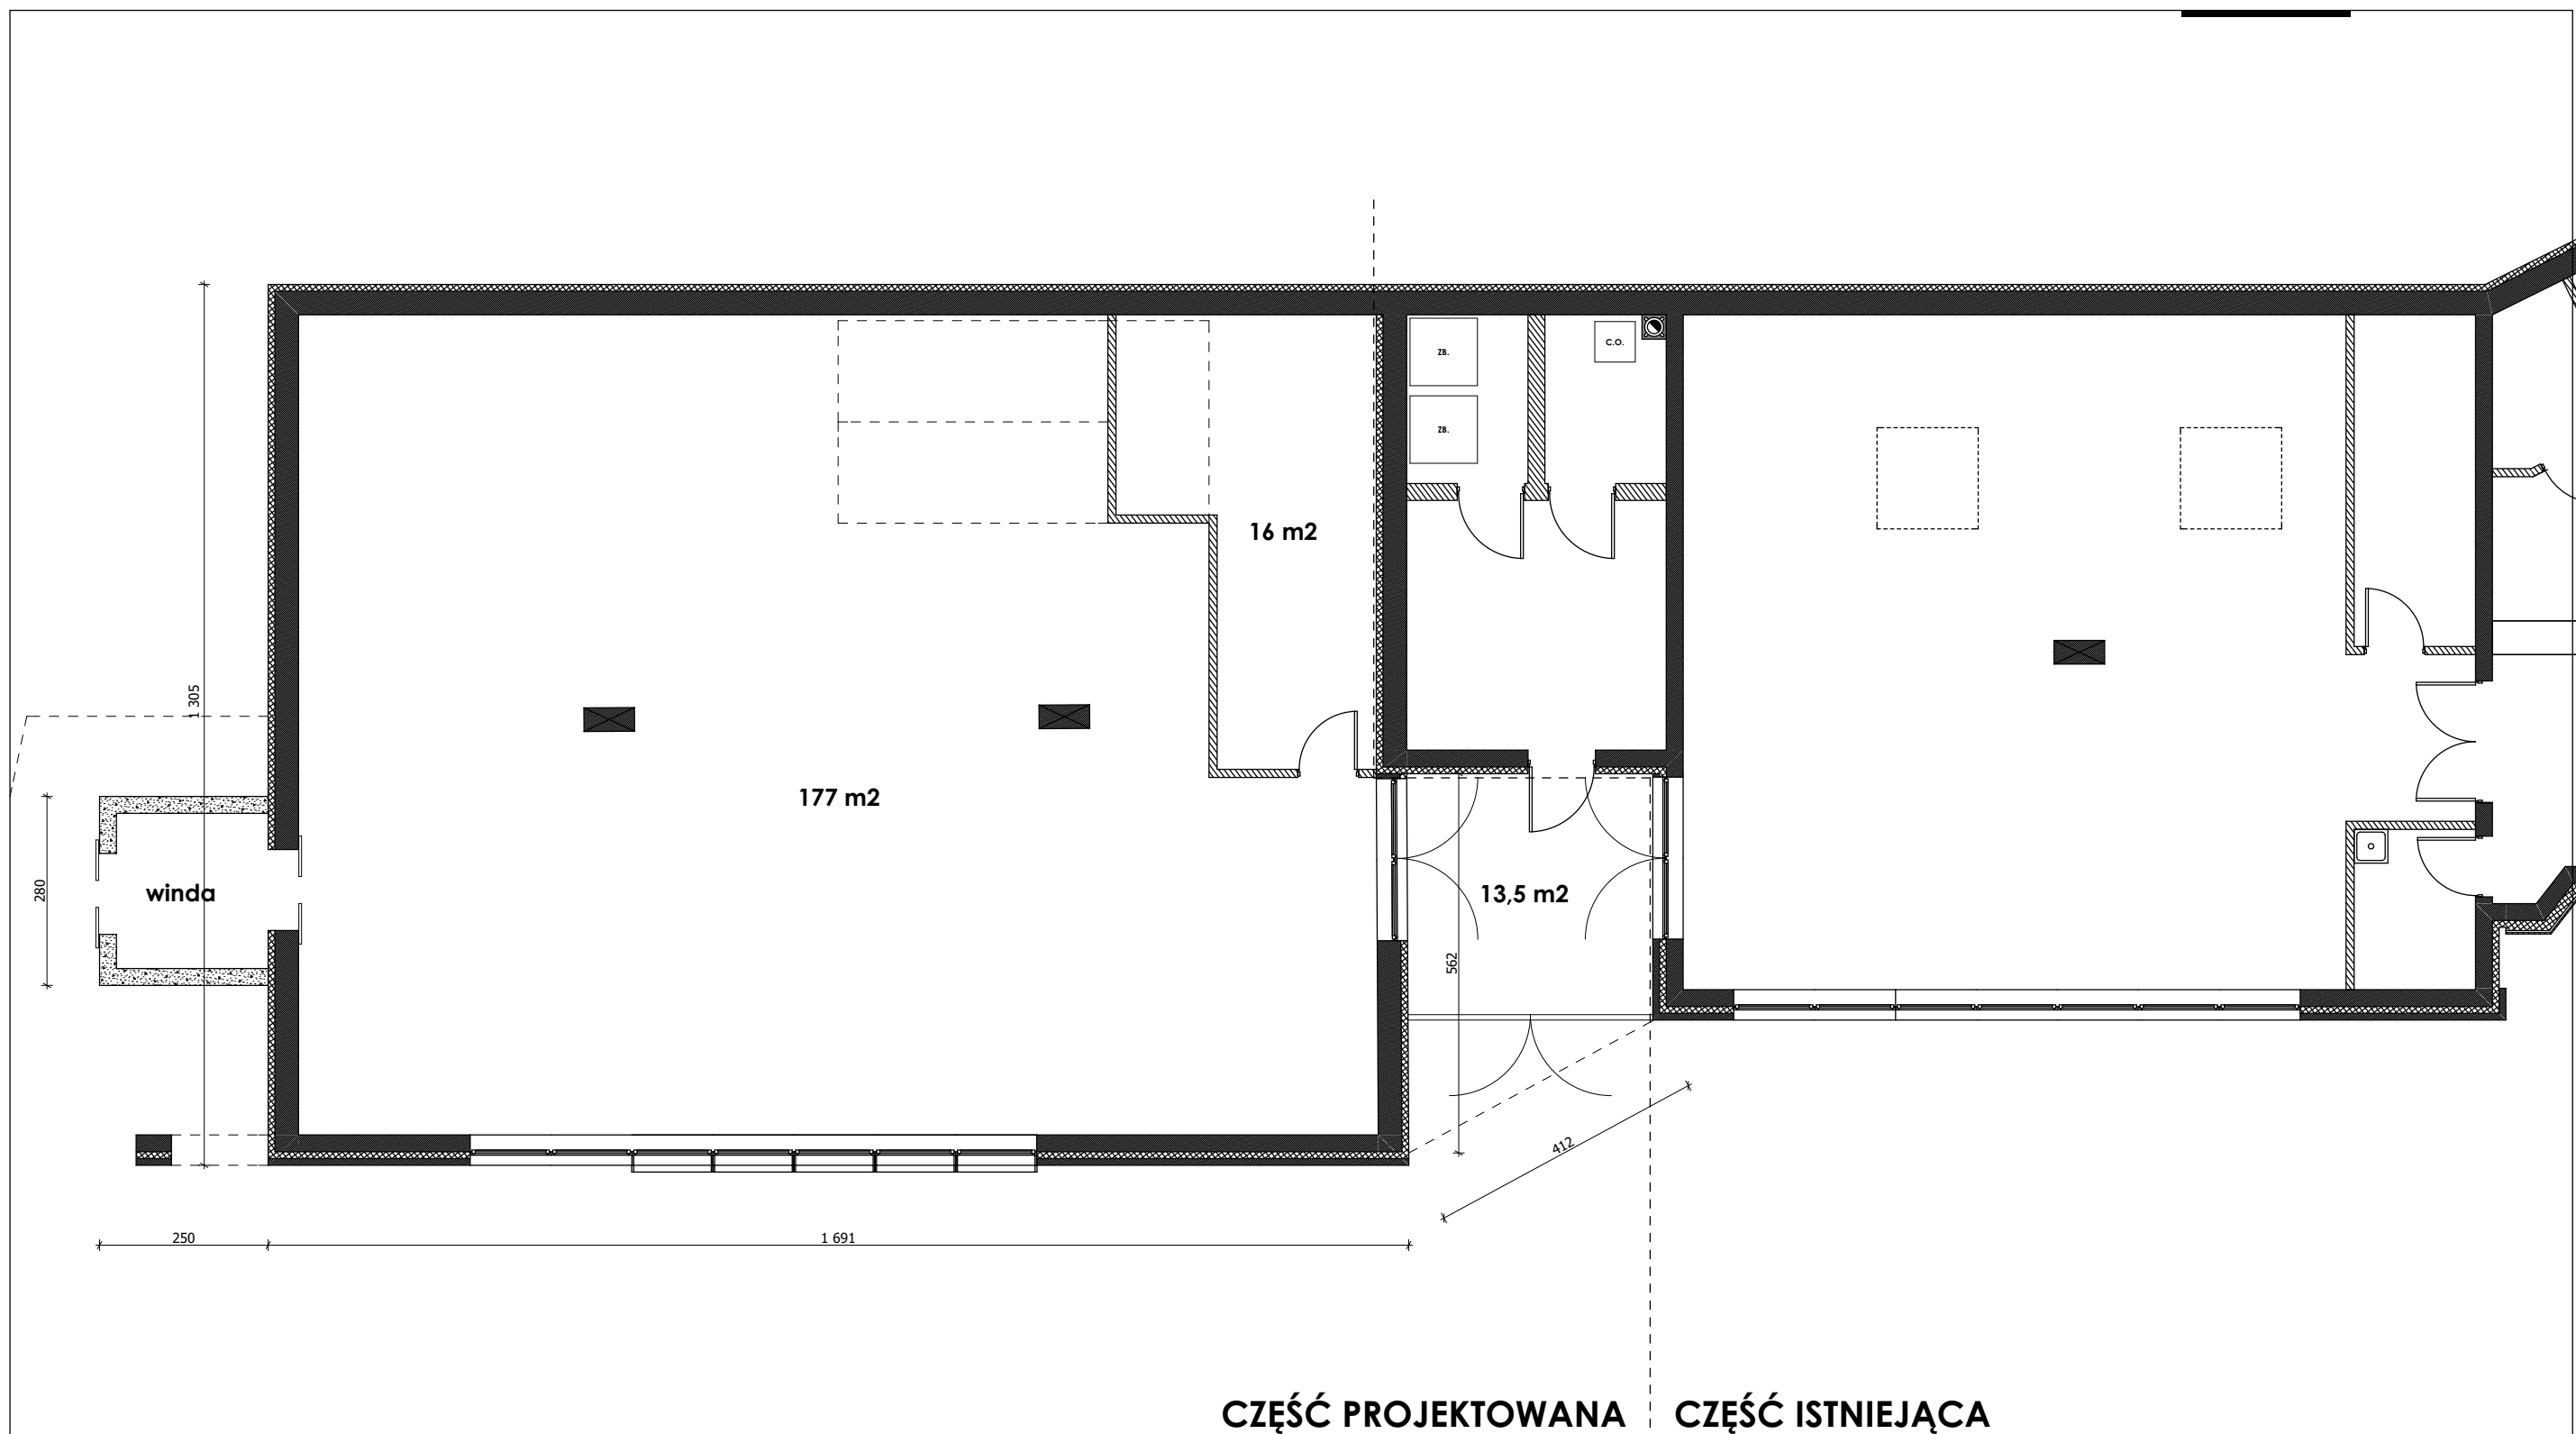 ZB.
C.O.
ZB.
16 m2
1 305
177 m2
280
winda
13,5 m2
562
412
250
1 691
CZĘŚĆ PROJEKTOWANA
CZĘŚĆ ISTNIEJĄCA